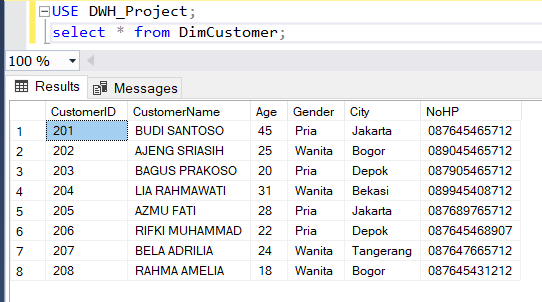 USE DWH_Project;
select * from DimCustomer;
100 %
Results Messages
CustomerID CustomerName Age Gender City NoHP
1 201 BUDI SANTOSO 45 Pria Jakarta 087645465712
2 202 AJENG SRIASIH 25 Wanita Bogor 089045465712
3 203 BAGUS PRAKOSO 20 Pria Depok 087905465712
4 204 LIA RAHMAWATI 31 Wanita Bekasi 089945408712
5 205 AZMU FATI 28 Pria Jakarta 087689765712
6 206 RIFKI MUHAMMAD 22 Pria Depok 087645468907
7 207 BELA ADRILIA 24 Wanita Tangerang 087647665712
8 208 RAHMA AMELIA 18 Wanita Bogor 087645431212